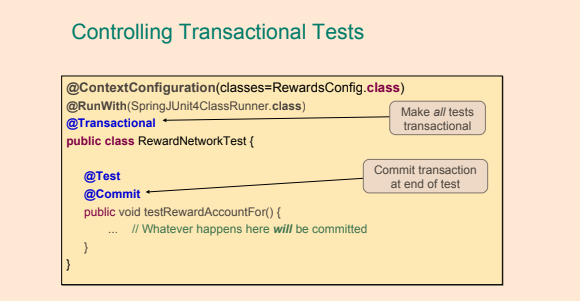 Controlling Transactional Tests
@ContextConfiguration(classes=RewardsConfig.class)
@RunWith(SpringJUnit4ClassRunner.class)
@Transactional
public class RewardNetworkTest {
Make all tests
transactional
@Test
@Commit
public void testRewardAccountFor() {
... // Whatever happens here will be committed
}
}
Commit transaction
at end of test